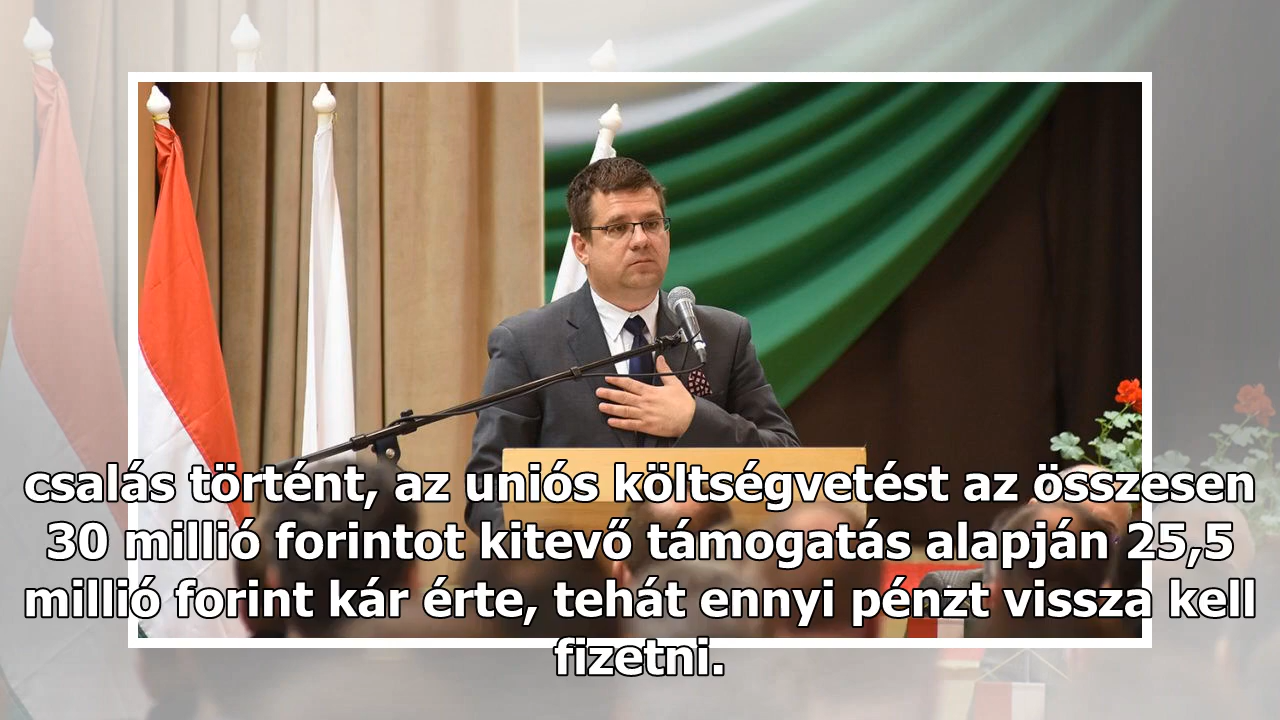 csalás történt, az uniós költségvetést az összesen
30 millió forintot kitevő támogatás alapján 25,5
millió forint kár érte, tehát ennyi pénzt vissza kell
fizetni.